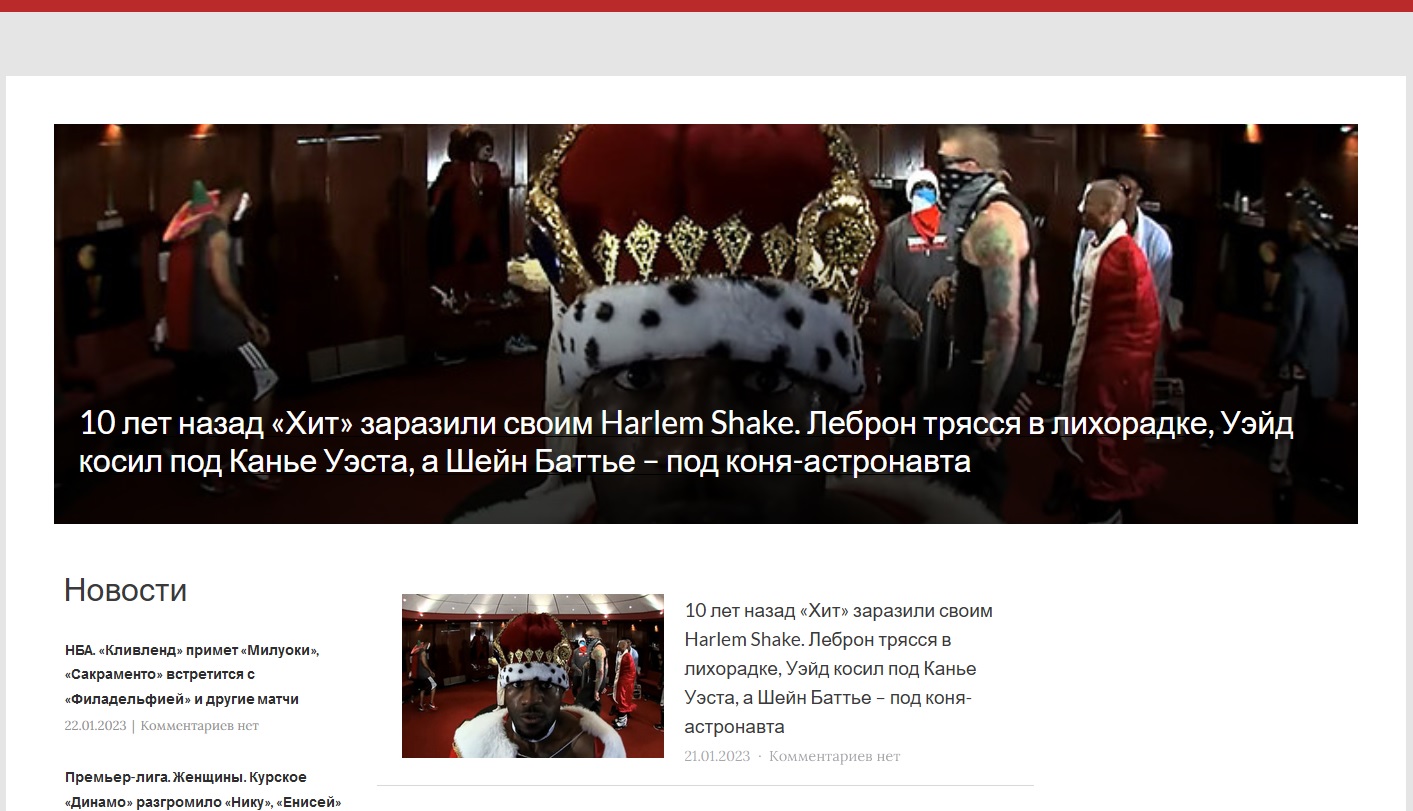 10 лет назад «Хит» заразили своим Harlem Shake. Леброн трясся в лихорадке, Уэйд
косил под Канье Уэста, а Шейн Баттье – под коня-астронавта
Новости
НБА. «Кливленд» примет «Милуоки»,
«Сакраменто» встретится с
«Филадельфией» и другие матчи
22.01.2023 | Комментариев нет
Премьер-лига. Женщины. Курское
«Динамо» разгромило «Нику», «Енисей»
10 лет назад «Хит» заразили своим
Harlem Shake. Леброн трясся в
лихорадке, Уэйд косил под Канье
Уэста, а Шейн Баттье – под коня-
астронавта
21.01.2023 · Комментариев нет